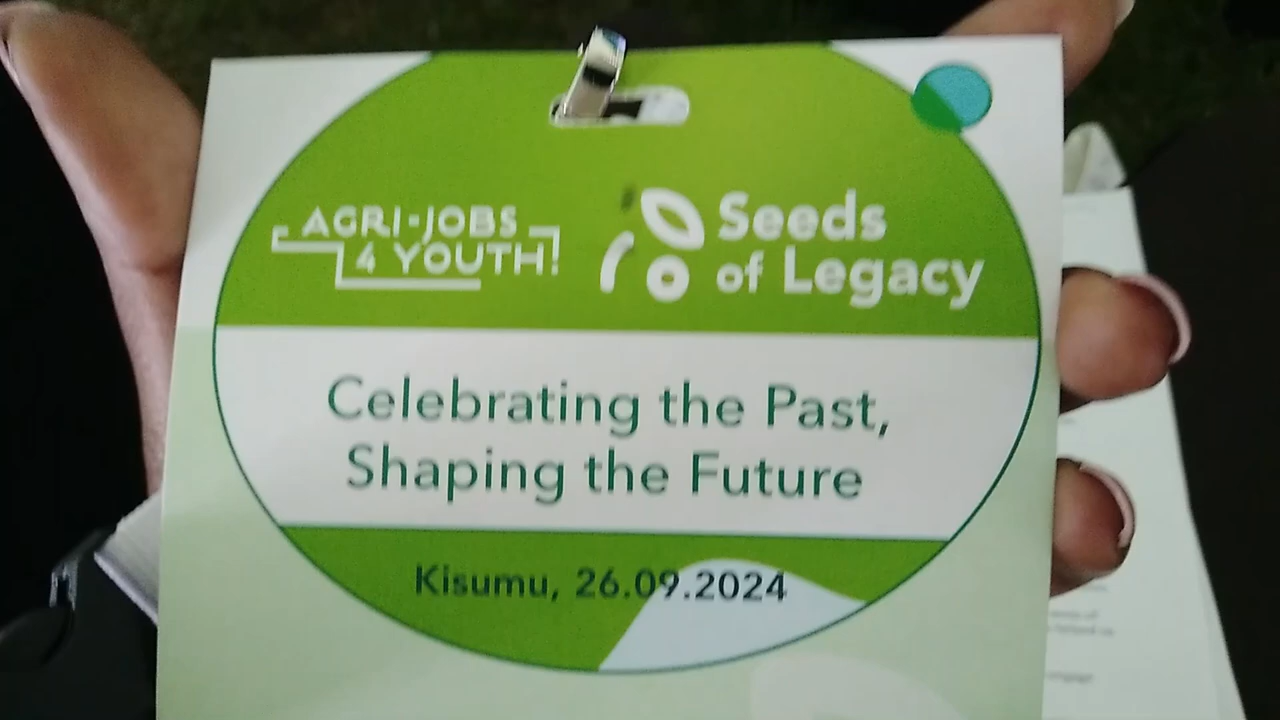 AGRI-JOBS
4 YOUTH!
Seeds
of Legacy
Celebrating the Past,
Shaping the Future
Kisumu, 26.09.2024